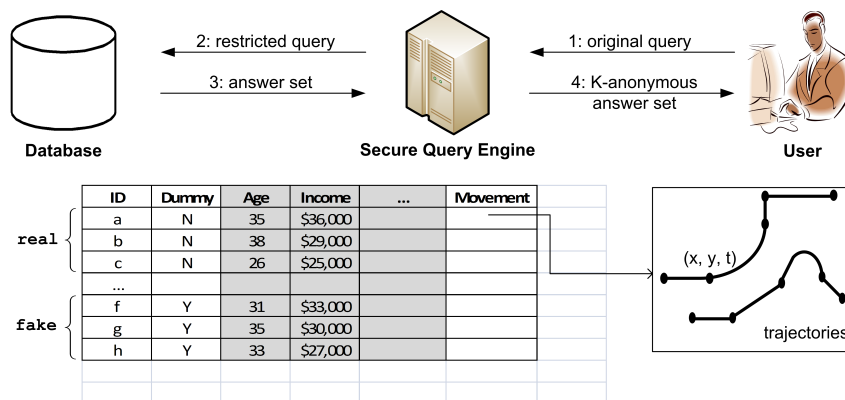 2: restricted query
1: original query
3: answer set
4: K-anonymous
answer set
Database
Secure Query Engine
User
ID Dummy Age Income ... Movement
real
a N 35 $36,000
b N 38 $29,000
c N 26 $25,000
...
fake
f Y 31 $33,000
g Y 35 $30,000
h Y 33 $27,000
(x, y, t)
trajectories